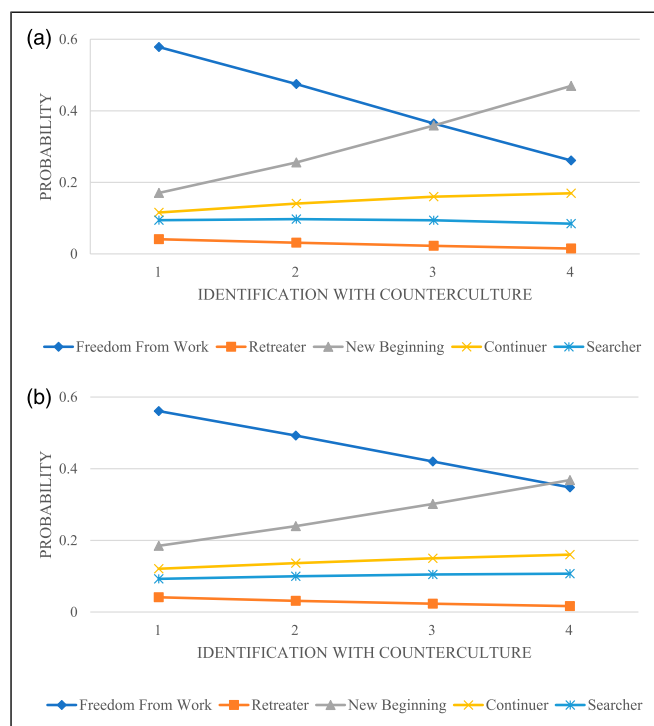 (a)
0.6
0.4
0.2
0
PROBABILITY
1 2 3 4
IDENTIFICATION WITH COUNTERCULTURE
Freedom From Work Retreater New Beginning Continuer Searcher
(b)
0.6
0.4
0.2
0
PROBABILITY
1 2 3 4
IDENTIFICATION WITH COUNTERCULTURE
Freedom From Work Retreater New Beginning Continuer Searcher